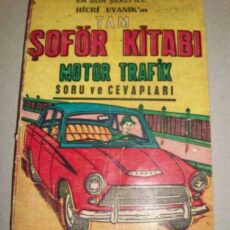 EN SON ŞEKLİ İLE
HİCRİ UYANIK'ın
TAM
ŞOFÖR KİTABI
MOTOR TRAFİK
SORU ve CEVAPLARI